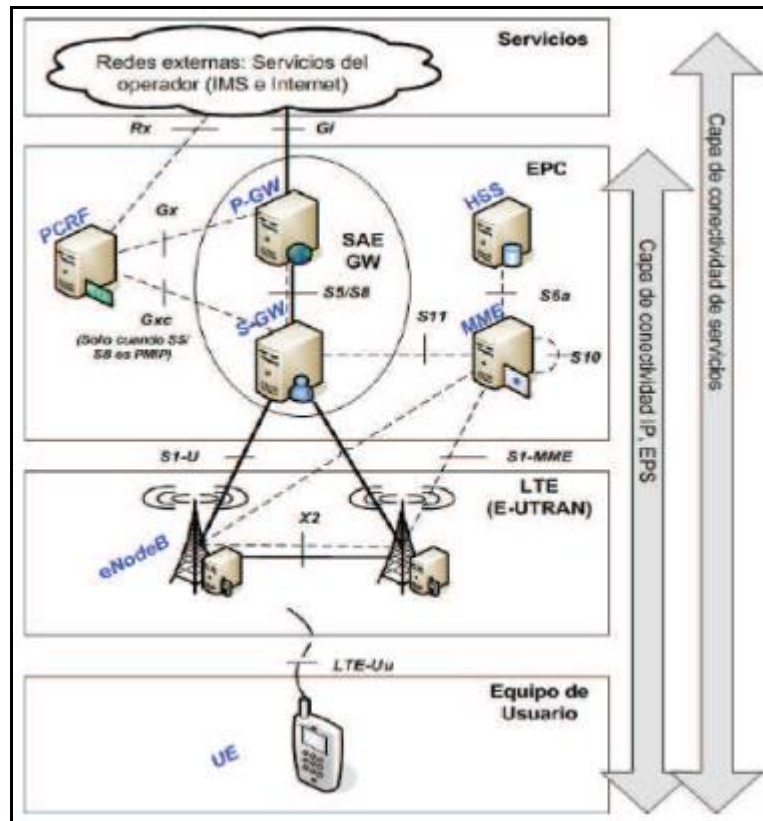 Servicios
Redes externas: Servicios del
operador (IMS e Internet)
Rx
Gi
EPC
PCRF
Gx
P-GW
HSS
SAE
GW
Gxc
(Solo cuando S5/
S8 es PMIP)
S-GW
S5/S8
S11
MME
S6a
S10
S1-U
S1-MME
LTE
(E-UTRAN)
X2
eNodeB
LTE-Uu
Equipo de
Usuario
UE
Capa de conectividad IP, EPS
Capa de conectividad de servicios